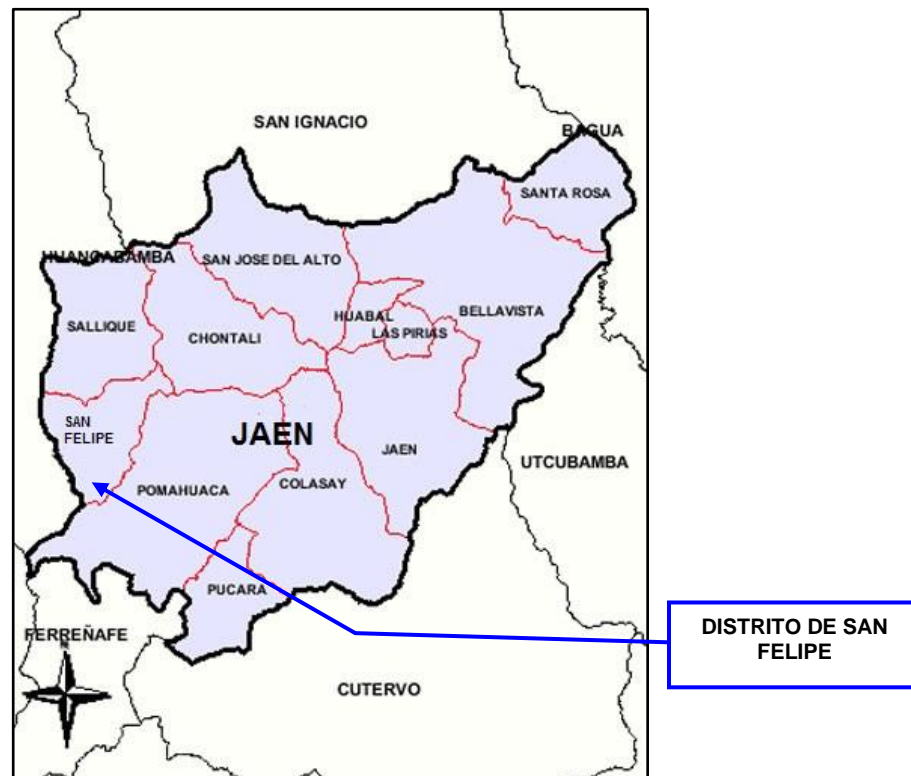 SAN IGNACIO
BAGUA
SANTA ROSA
HUANCABAMBA
SAN JOSE DEL ALTO
SALLIQUE
CHONTALI
HUABAL
LAS PIRIAS
BELLAVISTA
SAN
FELIPE
JAEN
JAEN
UTCUBAMBA
POMAHUACA
COLASAY
PUCARA
FERREÑAFE
DISTRITO DE SAN
FELIPE
CUTERVO